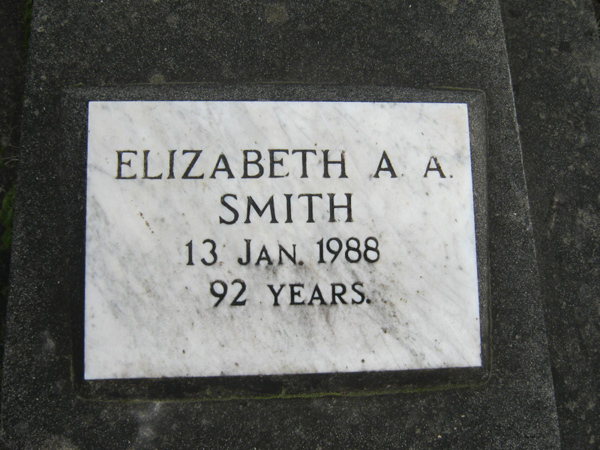 ELIZABETH A. A.
SMITH
13 JAN. 1988
92 YEARS.